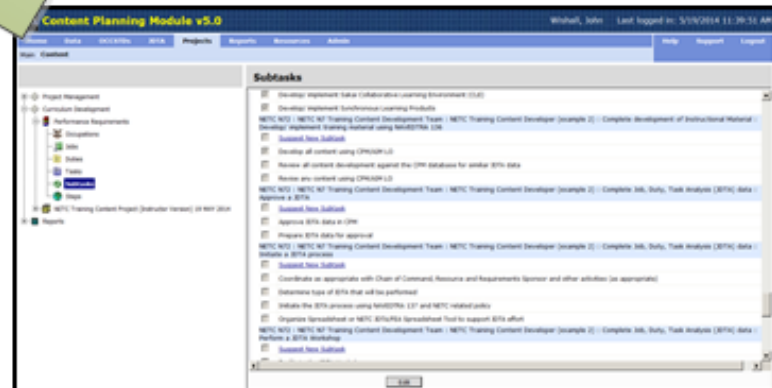 Content Planning Module v5.0
Wishall, John Last logged in: 5/19/2014 11:39:51 AM
Home Data OCCSTDs JDTA Projects Reports Resources Admin Help Support Logout
Main Content
Subtasks
Project Management
Curriculum Development
Performance Requirements
Occupations
Jobs
Duties
Tasks
Subtasks
Steps
NETC Training Content Project (Instructor Version) 19 MAY 2014
Reports
Develop/ implement Sakai Collaborative Learning Environment (CLE)
Develop/ implement Synchronous Learning Products
NETC N72 : NETC N7 Training Content Development Team : NETC Training Content Developer (example 2) : Complete development of Instructional Material :
Develop/ implement training material using NAVEDTRA 136
Suggest New Subtask
Develop all content using CPM/AIM LO
Review all content development against the CPM database for similar JDTA data
Reuse any content using CPM/AIM LO
NETC N72 : NETC N7 Training Content Development Team : NETC Training Content Developer (example 2) : Complete Job, Duty, Task Analysis (JDTA) data :
Approve a JDTA
Suggest New Subtask
Approve JDTA data in CPM
Prepare JDTA data for approval
NETC N72 : NETC N7 Training Content Development Team : NETC Training Content Developer (example 2) : Complete Job, Duty, Task Analysis (JDTA) data :
Initiate a JDTA process
Suggest New Subtask
Coordinate as appropriate with Chain of Command, Resource and Requirements Sponsor and other activities (as appropriate)
Determine type of JDTA that will be performed
Initiate the JDTA process using NAVEDTRA 137 and NETC related policy
Organize Spreadsheet or NETC JDTA/FEA Spreadsheet Tool to support JDTA effort
NETC N72 : NETC N7 Training Content Development Team : NETC Training Content Developer (example 2) : Complete Job, Duty, Task Analysis (JDTA) data :
Perform a JDTA Workshop
Suggest New Subtask
Edit